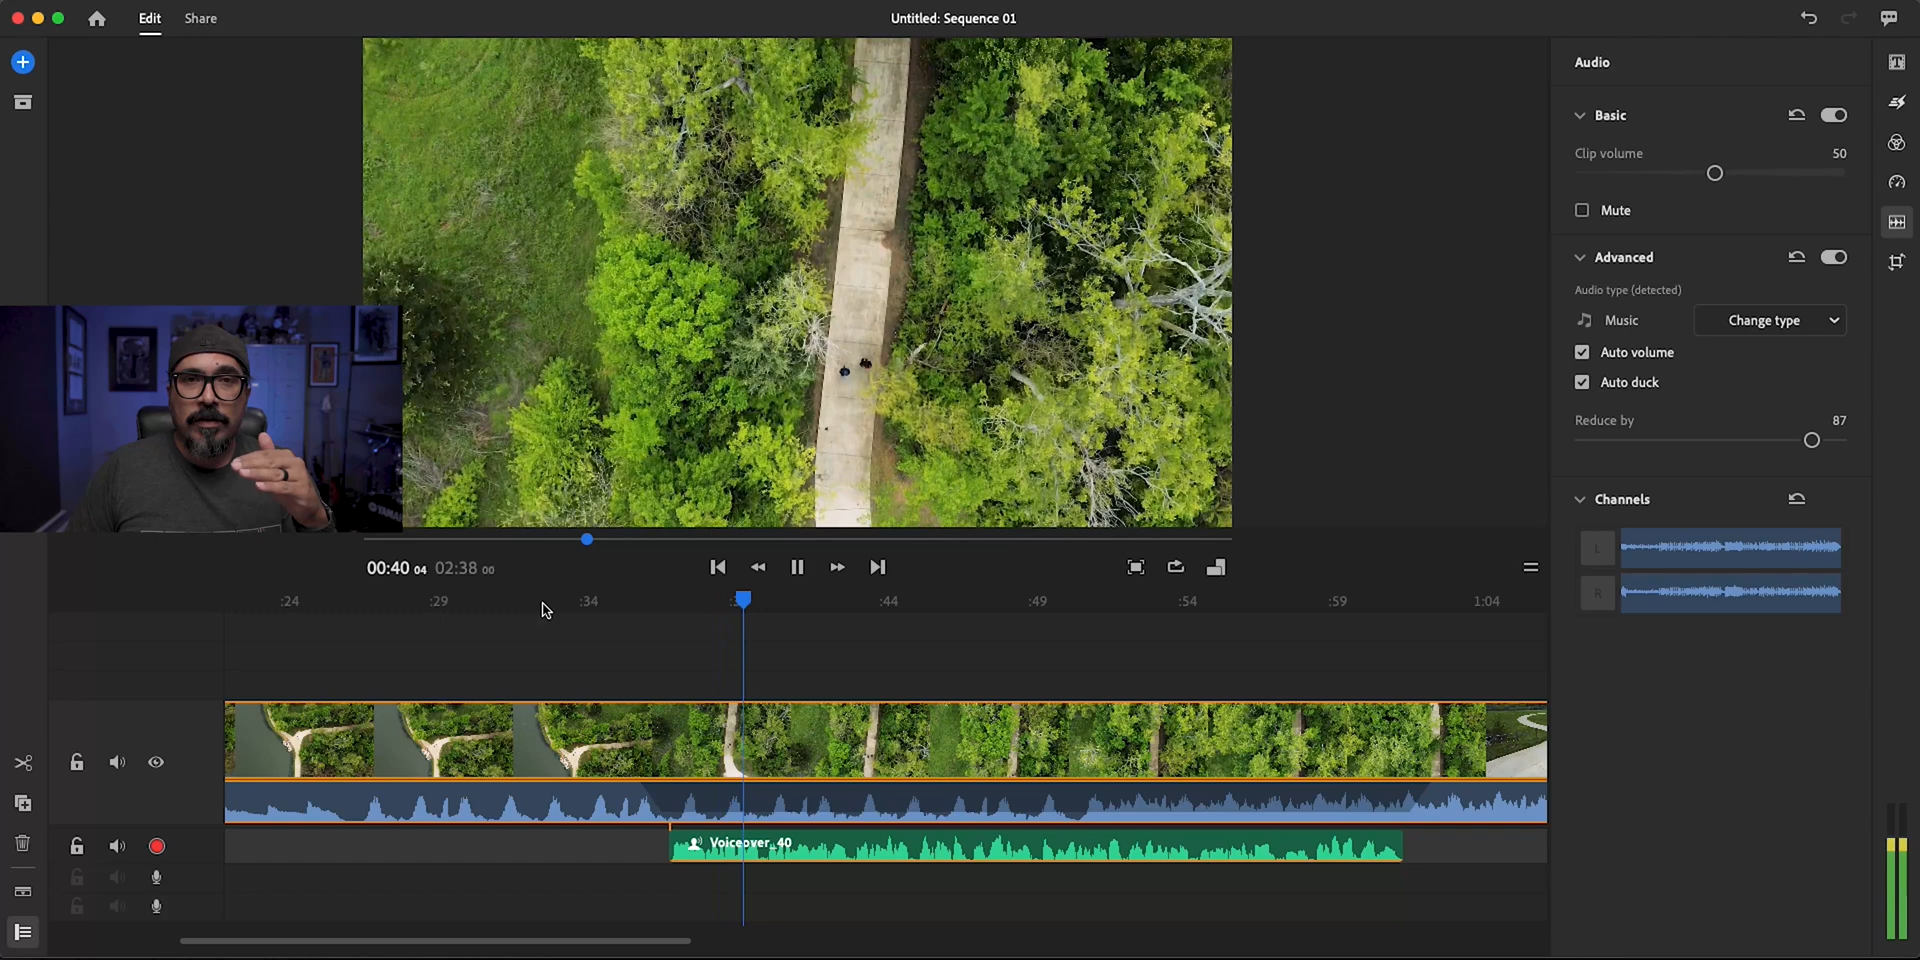 Edit
Share
Untitled: Sequence 01
Audio
Basic
Clip volume 50
Mute
Advanced
Audio type (detected)
Music Change type
Auto volume
Auto duck
Reduce by 87
Channels
L
R
00:40 04 02:38 00
:24 :29 :34 :44 :49 :54 :59 1:04
Voiceover_40
YAMA